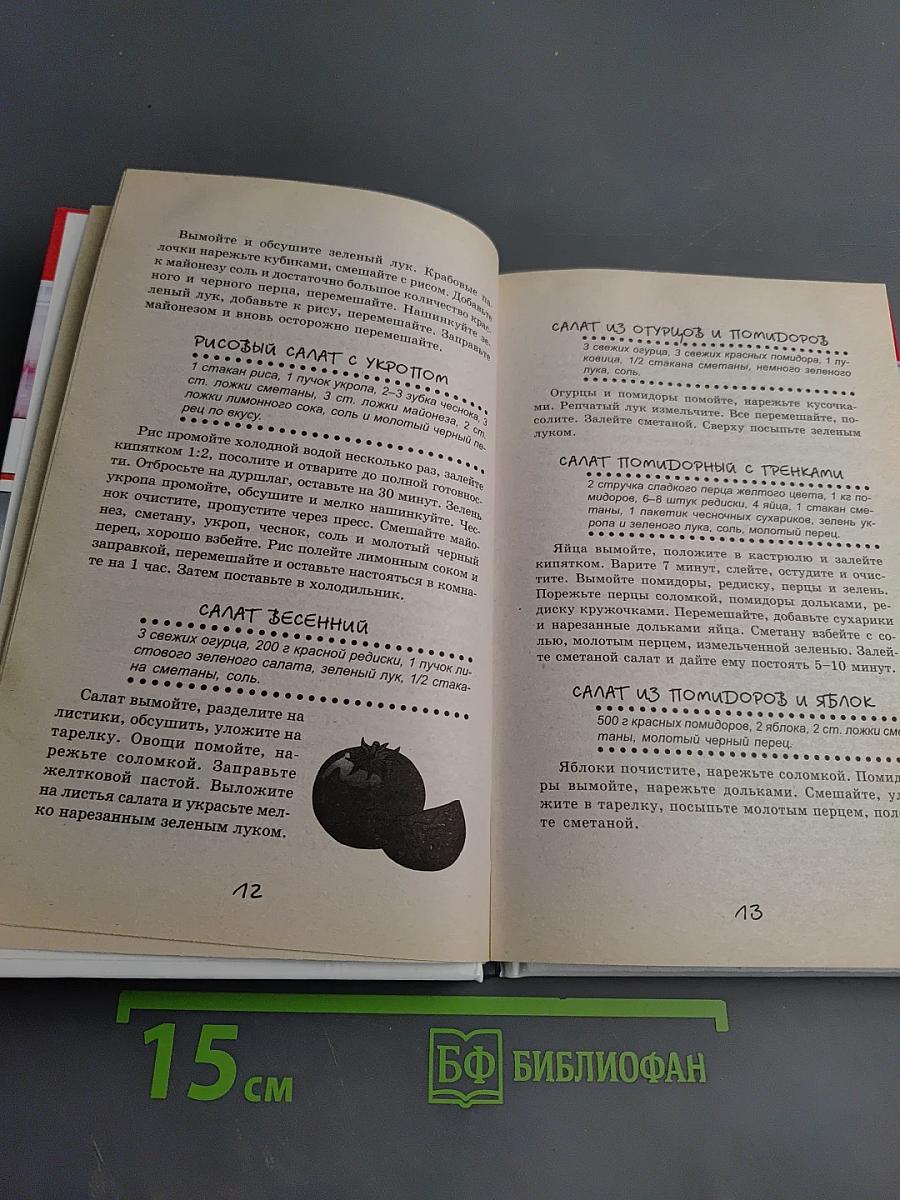 Вымойте и обсушите зеленый лук. Крабовые па-
лочки нарежьте кубиками, смешайте с рисом. Добавьте
к майонезу соль и достаточно большое количество крас-
ного и черного перца, перемешайте. Нашинкуйте зе-
леный лук, добавьте к рису, перемешайте. Заправьте
майонезом и вновь осторожно перемешайте.
РИСОВЫЙ САЛАТ С УКРОПОМ
1 стакан риса, 1 пучок укропа, 2–3 зубка чеснока, 3
ст. ложки сметаны, 3 ст. ложки майонеза, 2 ст.
ложки лимонного сока, соль и молотый черный пе-
рец по вкусу.
Рис промойте холодной водой несколько раз, залейте
кипятком 1:2, посолите и отварите до полной готовнос-
ти. Отбросьте на дуршлаг, оставьте на 30 минут. Зелень
укропа промойте, обсушите и мелко нашинкуйте. Чес-
нок очистите, пропустите через пресс. Смешайте майо-
нез, сметану, укроп, чеснок, соль и молотый черный
перец, хорошо взбейте. Рис полейте лимонным соком и
заправкой, перемешайте и оставьте настояться в комна-
те на 1 час. Затем поставьте в холодильник.
САЛАТ ВЕСЕННИЙ
3 свежих огурца, 200 г красной редиски, 1 пучок ли-
стового зеленого салата, зеленый лук, 1/2 стака-
на сметаны, соль.
Салат вымойте, разделите на
листики, обсушить, уложите на
тарелку. Овощи помойте, на-
режьте соломкой. Заправьте
желтковой пастой. Выложите
на листья салата и украсьте мел-
ко нарезанным зеленым луком.
12
САЛАТ ИЗ ОГУРЦОВ И ПОМИДОРОВ
3 свежих огурца, 3 свежих красных помидора, 1 лу-
ковица, 1/2 стакана сметаны, немного зеленого
лука, соль.
Огурцы и помидоры помойте, нарежьте кусочка-
ми. Репчатый лук измельчите. Все перемешайте, по-
солите. Залейте сметаной. Сверху посыпьте зеленым
луком.
САЛАТ ПОМИДОРНЫЙ С ГРЕНКАМИ
2 стручка сладкого перца желтого цвета, 1 кг по-
мидоров, 6–8 штук редиски, 4 яйца, 1 стакан сме-
таны, 1 пакетик чесночных сухариков, зелень ук-
ропа и зеленого лука, соль, молотый перец.
Яйца вымойте, положите в кастрюлю и залейте
кипятком. Варите 7 минут, слейте, остудите и очис-
тите. Вымойте помидоры, редиску, перцы и зелень.
Порежьте перцы соломкой, помидоры дольками, ре-
диску кружочками. Перемешайте, добавьте сухарики
и нарезанные дольками яйца. Сметану взбейте с со-
лью, молотым перцем, измельченной зеленью. Залей-
те сметаной салат и дайте ему постоять 5–10 минут.
САЛАТ ИЗ ПОМИДОРОВ И ЯБЛОК
500 г красных помидоров, 2 яблока, 2 ст. ложки сме
таны, молотый черный перец.
Яблоки почистите, нарежьте соломкой. Помид
ры вымойте, нарежьте дольками. Смешайте, ул
жите в тарелку, посыпьте молотым перцем, пол
те сметаной.
13
15 см
БФ БИБЛИОФАН